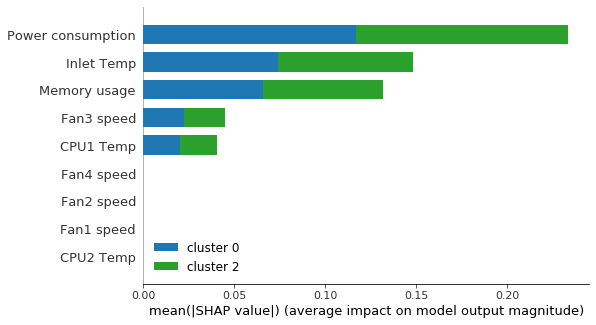 Power consumption
Inlet Temp
Memory usage
Fan3 speed
CPU1 Temp
Fan4 speed
Fan2 speed
Fan1 speed
CPU2 Temp
cluster 0
cluster 2
0.00 0.05 0.10 0.15 0.20
mean(|SHAP value|) (average impact on model output magnitude)